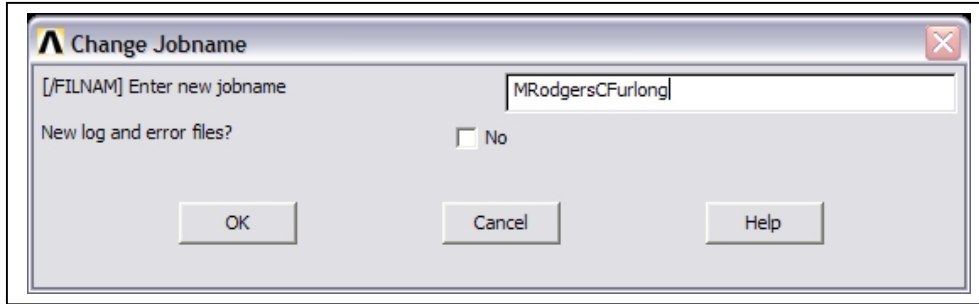 Change Jobname
[/FILNAM] Enter new jobname MRodgersCFurlong
New log and error files? No
OK Cancel Help